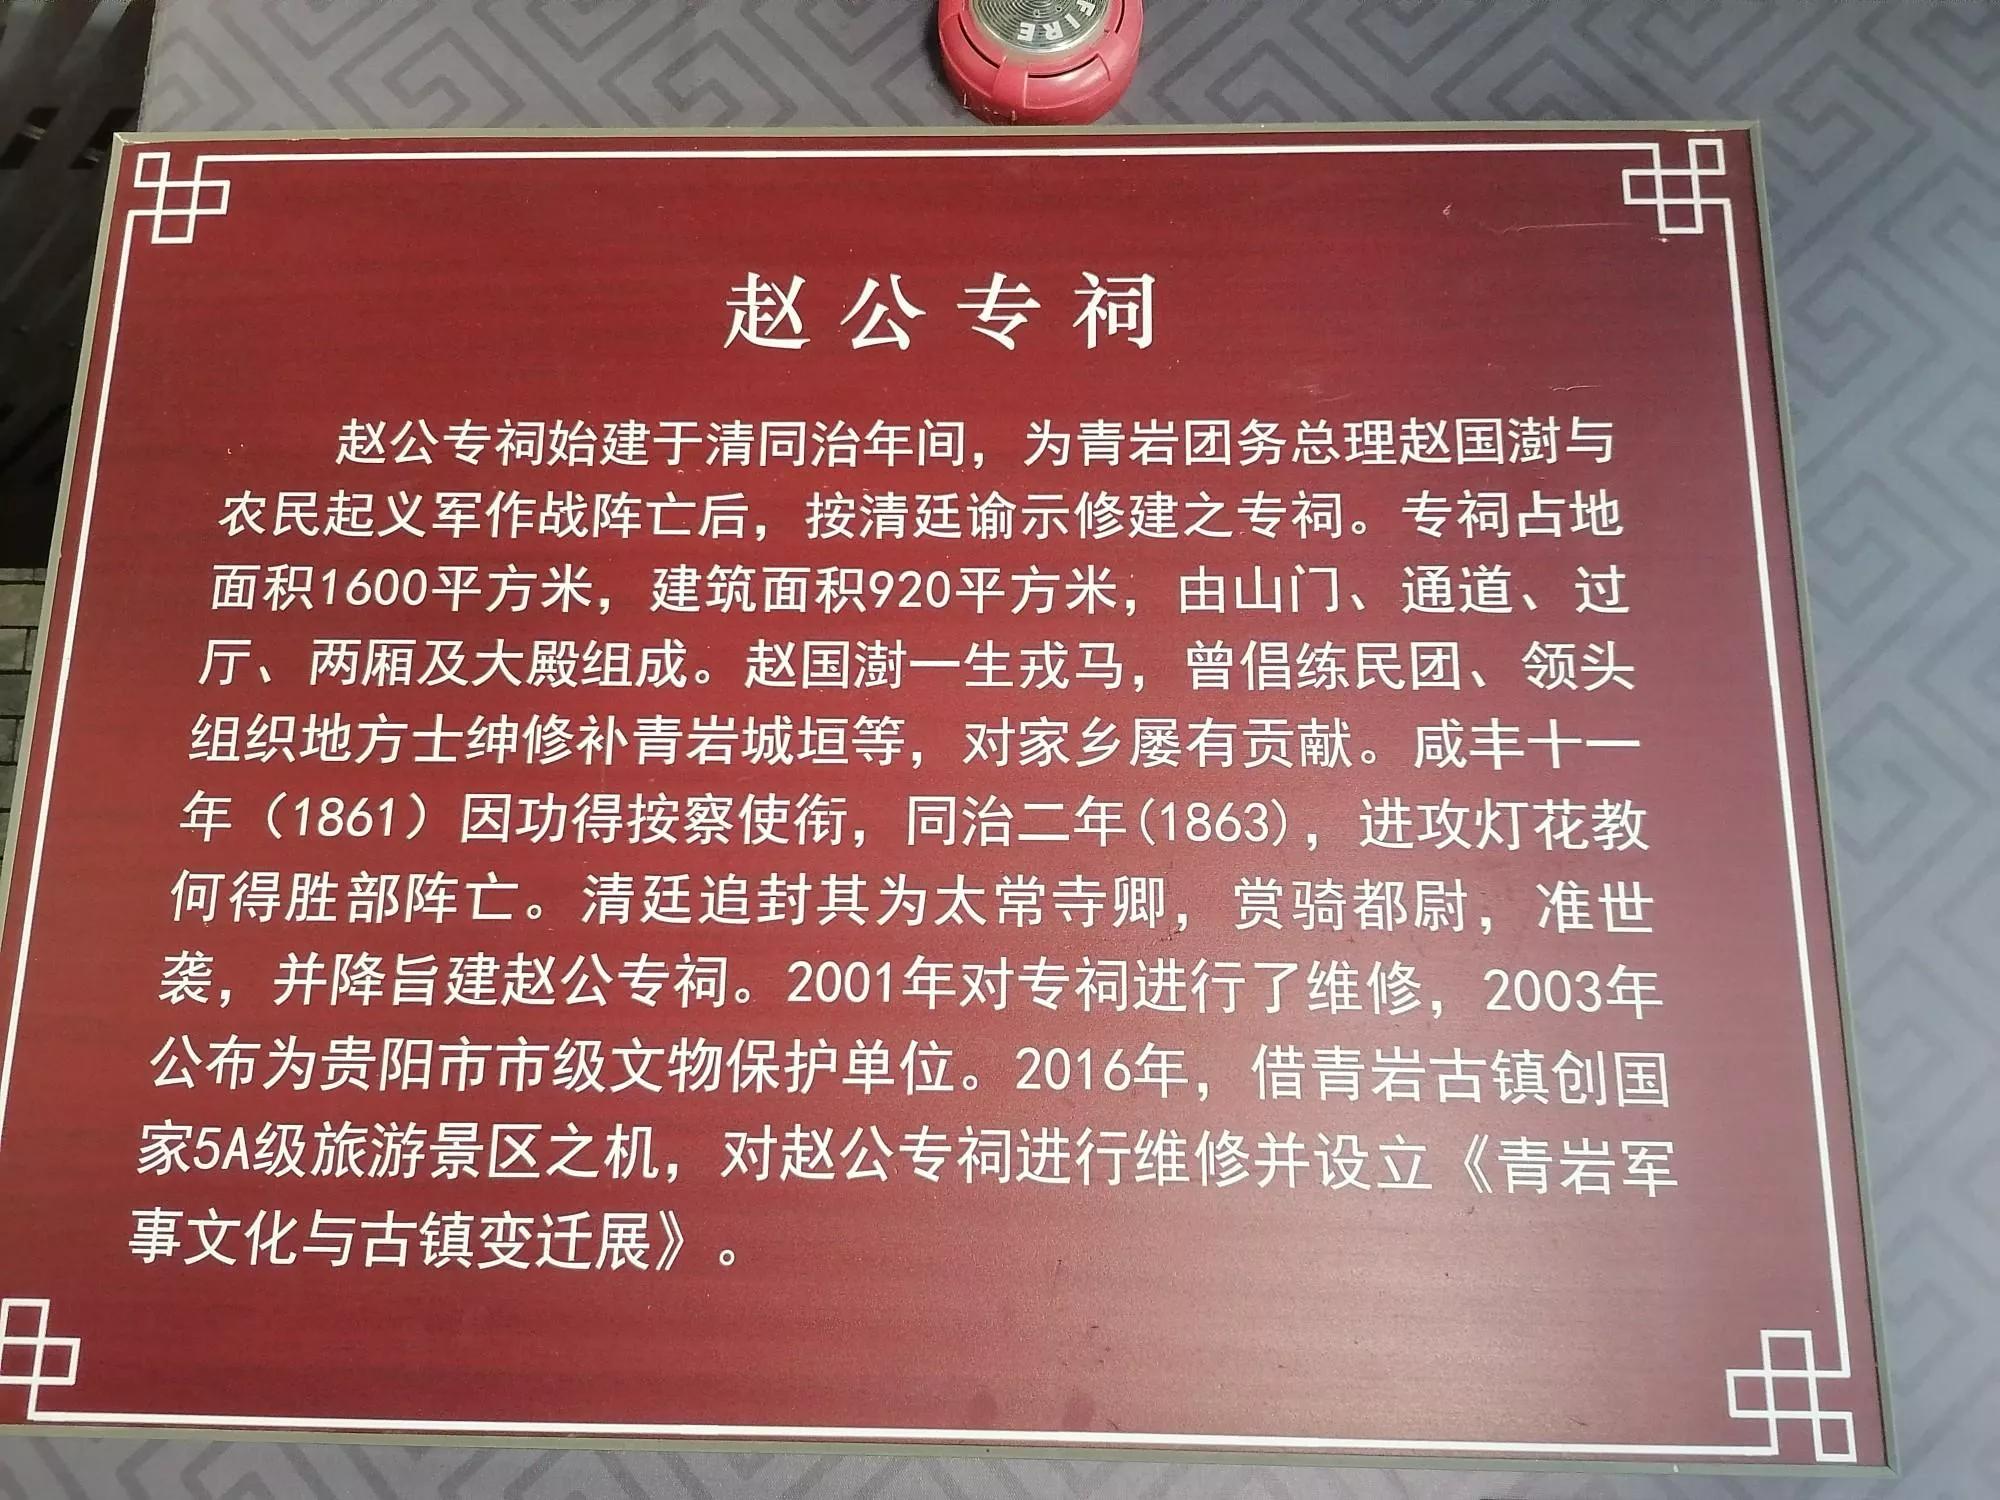 FIRE
赵公专祠
赵公专祠始建于清同治年间，为青岩团务总理赵国澍与
农民起义军作战阵亡后，按清廷谕示修建之专祠。专祠占地
面积1600平方米，建筑面积920平方米，由山门、通道、过
厅、两厢及大殿组成。赵国澍一生戎马，曾倡练民团、领头
组织地方士绅修补青岩城垣等，对家乡屡有贡献。咸丰十一
年（1861）因功得按察使衔，同治二年(1863)，进攻灯花教
何得胜部阵亡。清廷追封其为太常寺卿，赏骑都尉，准世
袭，并降旨建赵公专祠。2001年对专祠进行了维修，2003年
公布为贵阳市市级文物保护单位。2016年，借青岩古镇创国
家5A级旅游景区之机，对赵公专祠进行维修并设立《青岩军
事文化与古镇变迁展》。